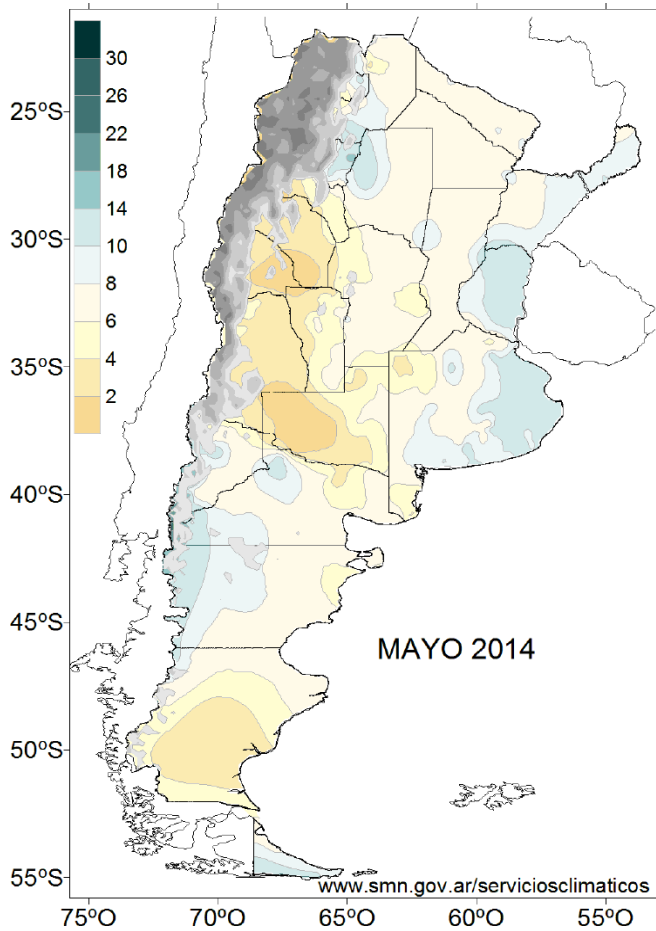 30
26
22
18
14
10
8
6
4
2
25ºS
30ºS
35ºS
40ºS
45ºS
50ºS
55ºS
MAYO 2014
www.smn.gov.ar/serviciosclimaticos
75ºO 70ºO 65ºO 60ºO 55ºO